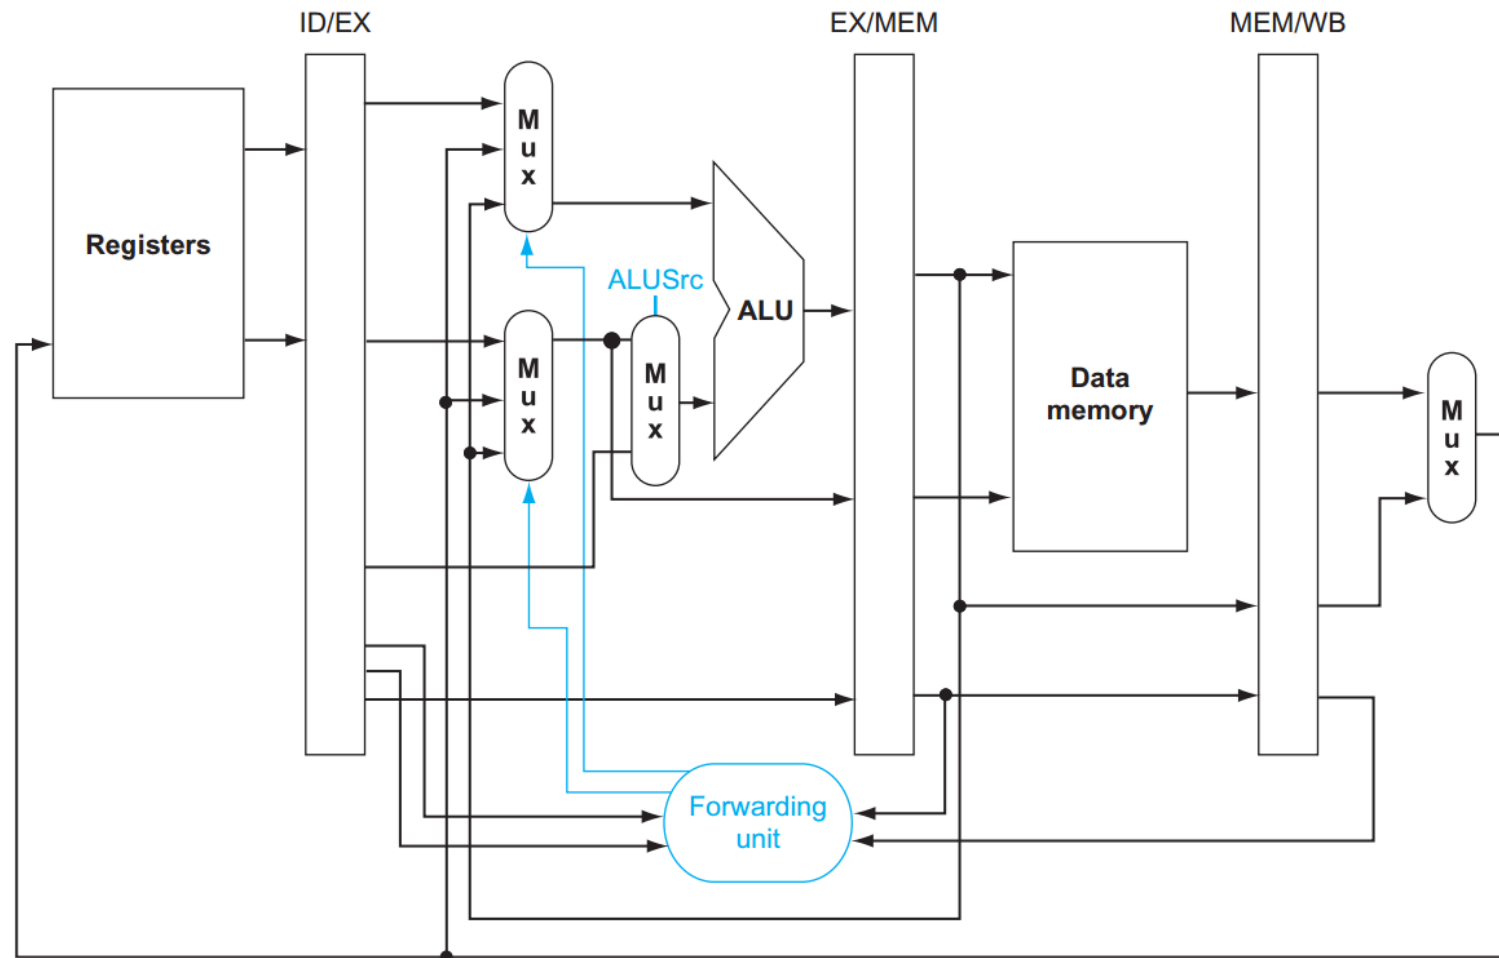 ID/EX
EX/MEM
MEM/WB
M
u
x
Registers
ALUSrc
ALU
M
u
x
M
u
x
Data
memory
M
u
x
Forwarding
unit